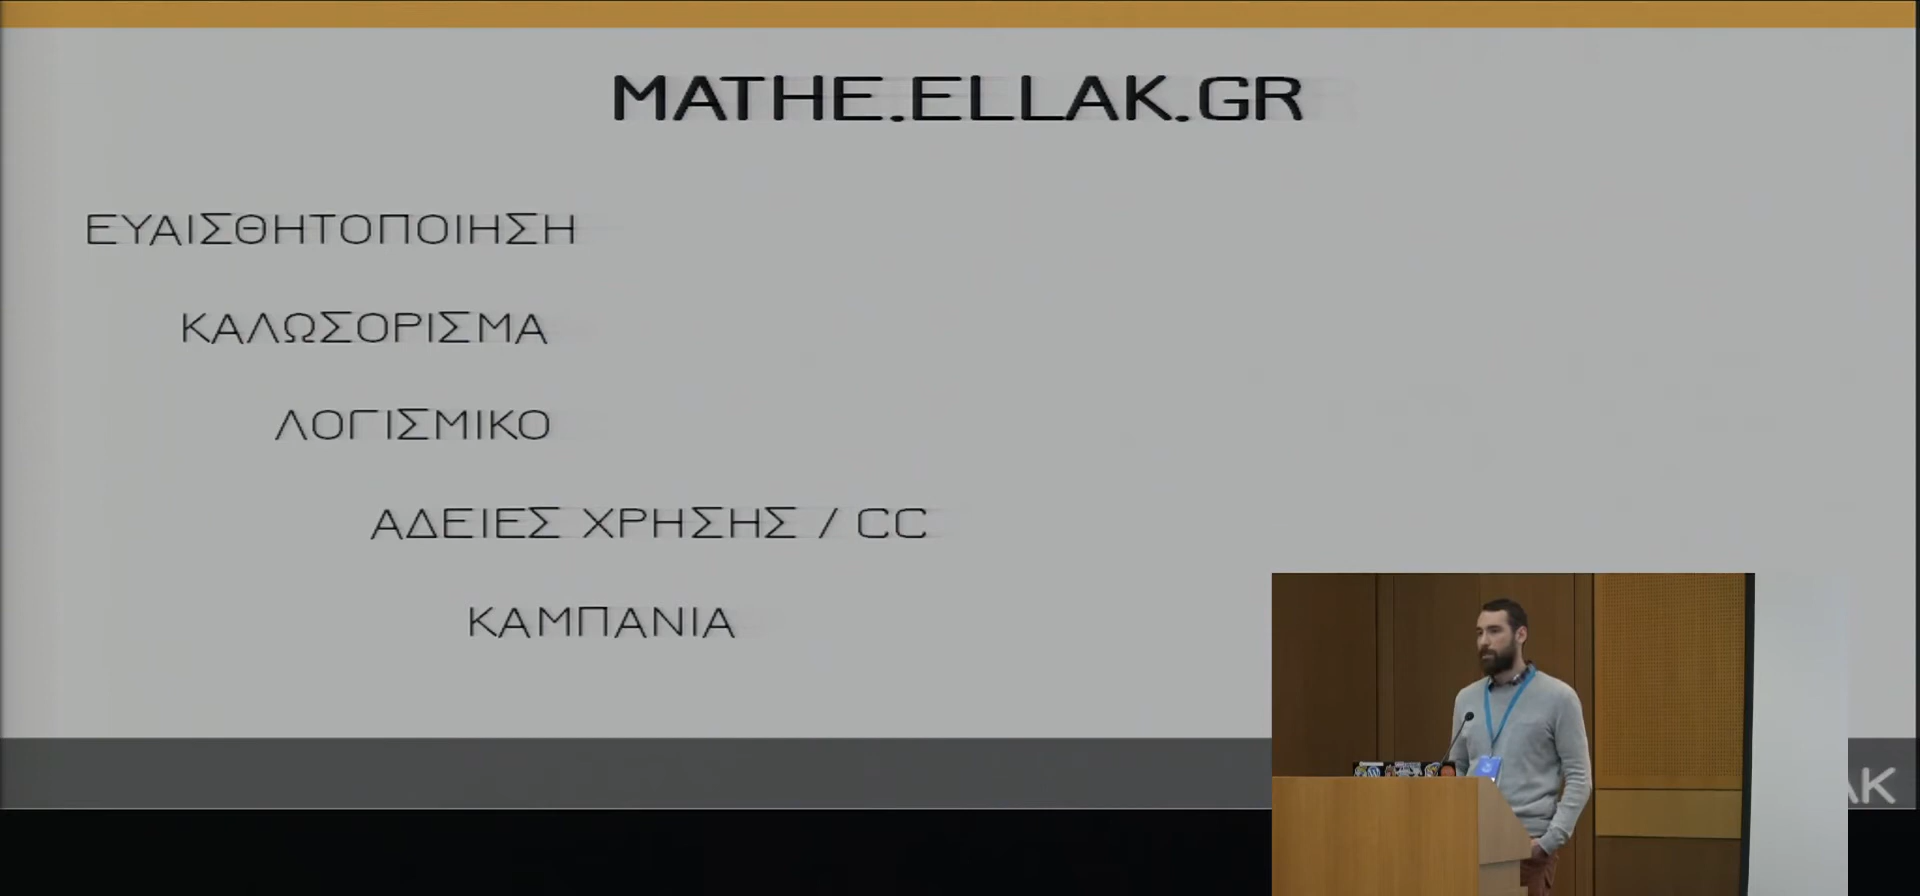 MATHE.ELLAK.GR
ΕΥΑΙΣΘΗΤΟΠΟΙΗΣΗ
ΚΑΛΩΣΟΡΙΣΜΑ
ΛΟΓΙΣΜΙΚΟ
ΑΔΕΙΕΣ ΧΡΗΣΗΣ / CC
ΚΑΜΠΑΝΙΑ